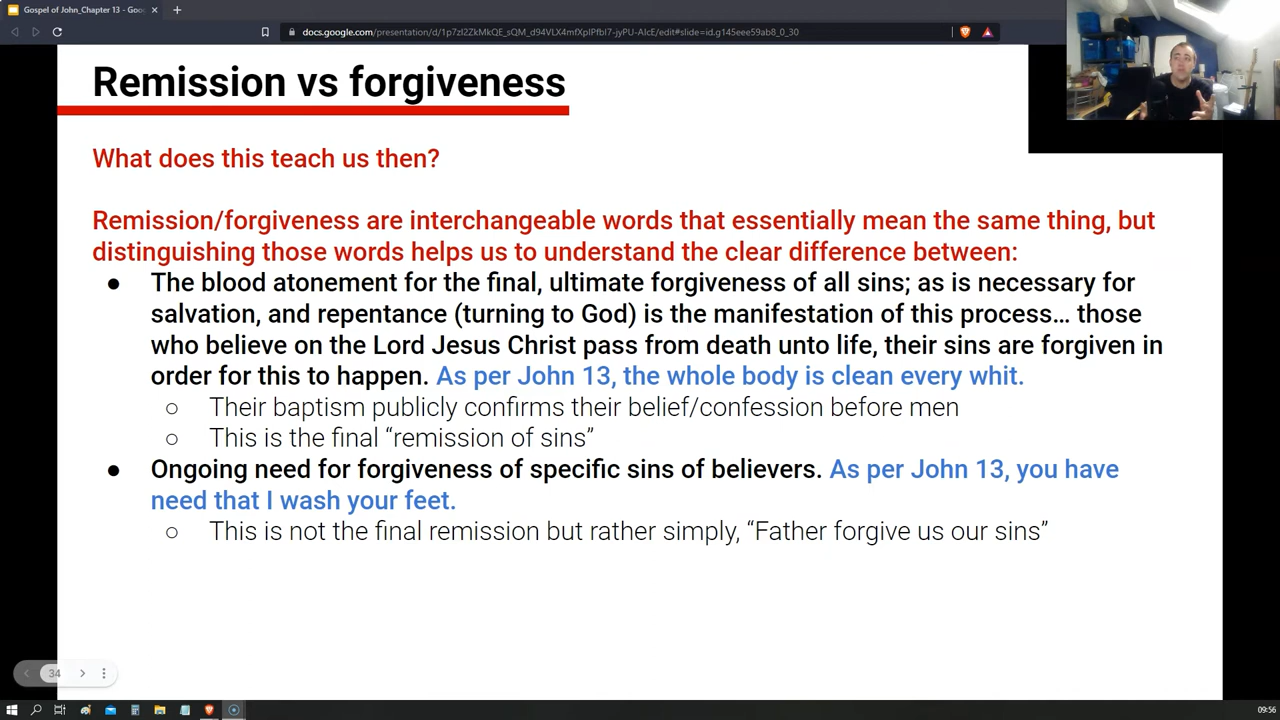 Gospel of John_Chapter 13 - Goo
docs.google.com/presentation/d/1p7zl2ZkMkQE_sQM_d94VLX4mfXplPfbI7-jyPU-AIcE/edit#slide=id.g145eee59ab8_0_30
Remission vs forgiveness
What does this teach us then?
Remission/forgiveness are interchangeable words that essentially mean the same thing, but
distinguishing those words helps us to understand the clear difference between:
● The blood atonement for the final, ultimate forgiveness of all sins; as is necessary for
salvation, and repentance (turning to God) is the manifestation of this process... those
who believe on the Lord Jesus Christ pass from death unto life, their sins are forgiven in
order for this to happen. As per John 13, the whole body is clean every whit.
○ Their baptism publicly confirms their belief/confession before men
○ This is the final “remission of sins”
● Ongoing need for forgiveness of specific sins of believers. As per John 13, you have
need that I wash your feet.
○ This is not the final remission but rather simply, “Father forgive us our sins”
34
09:56